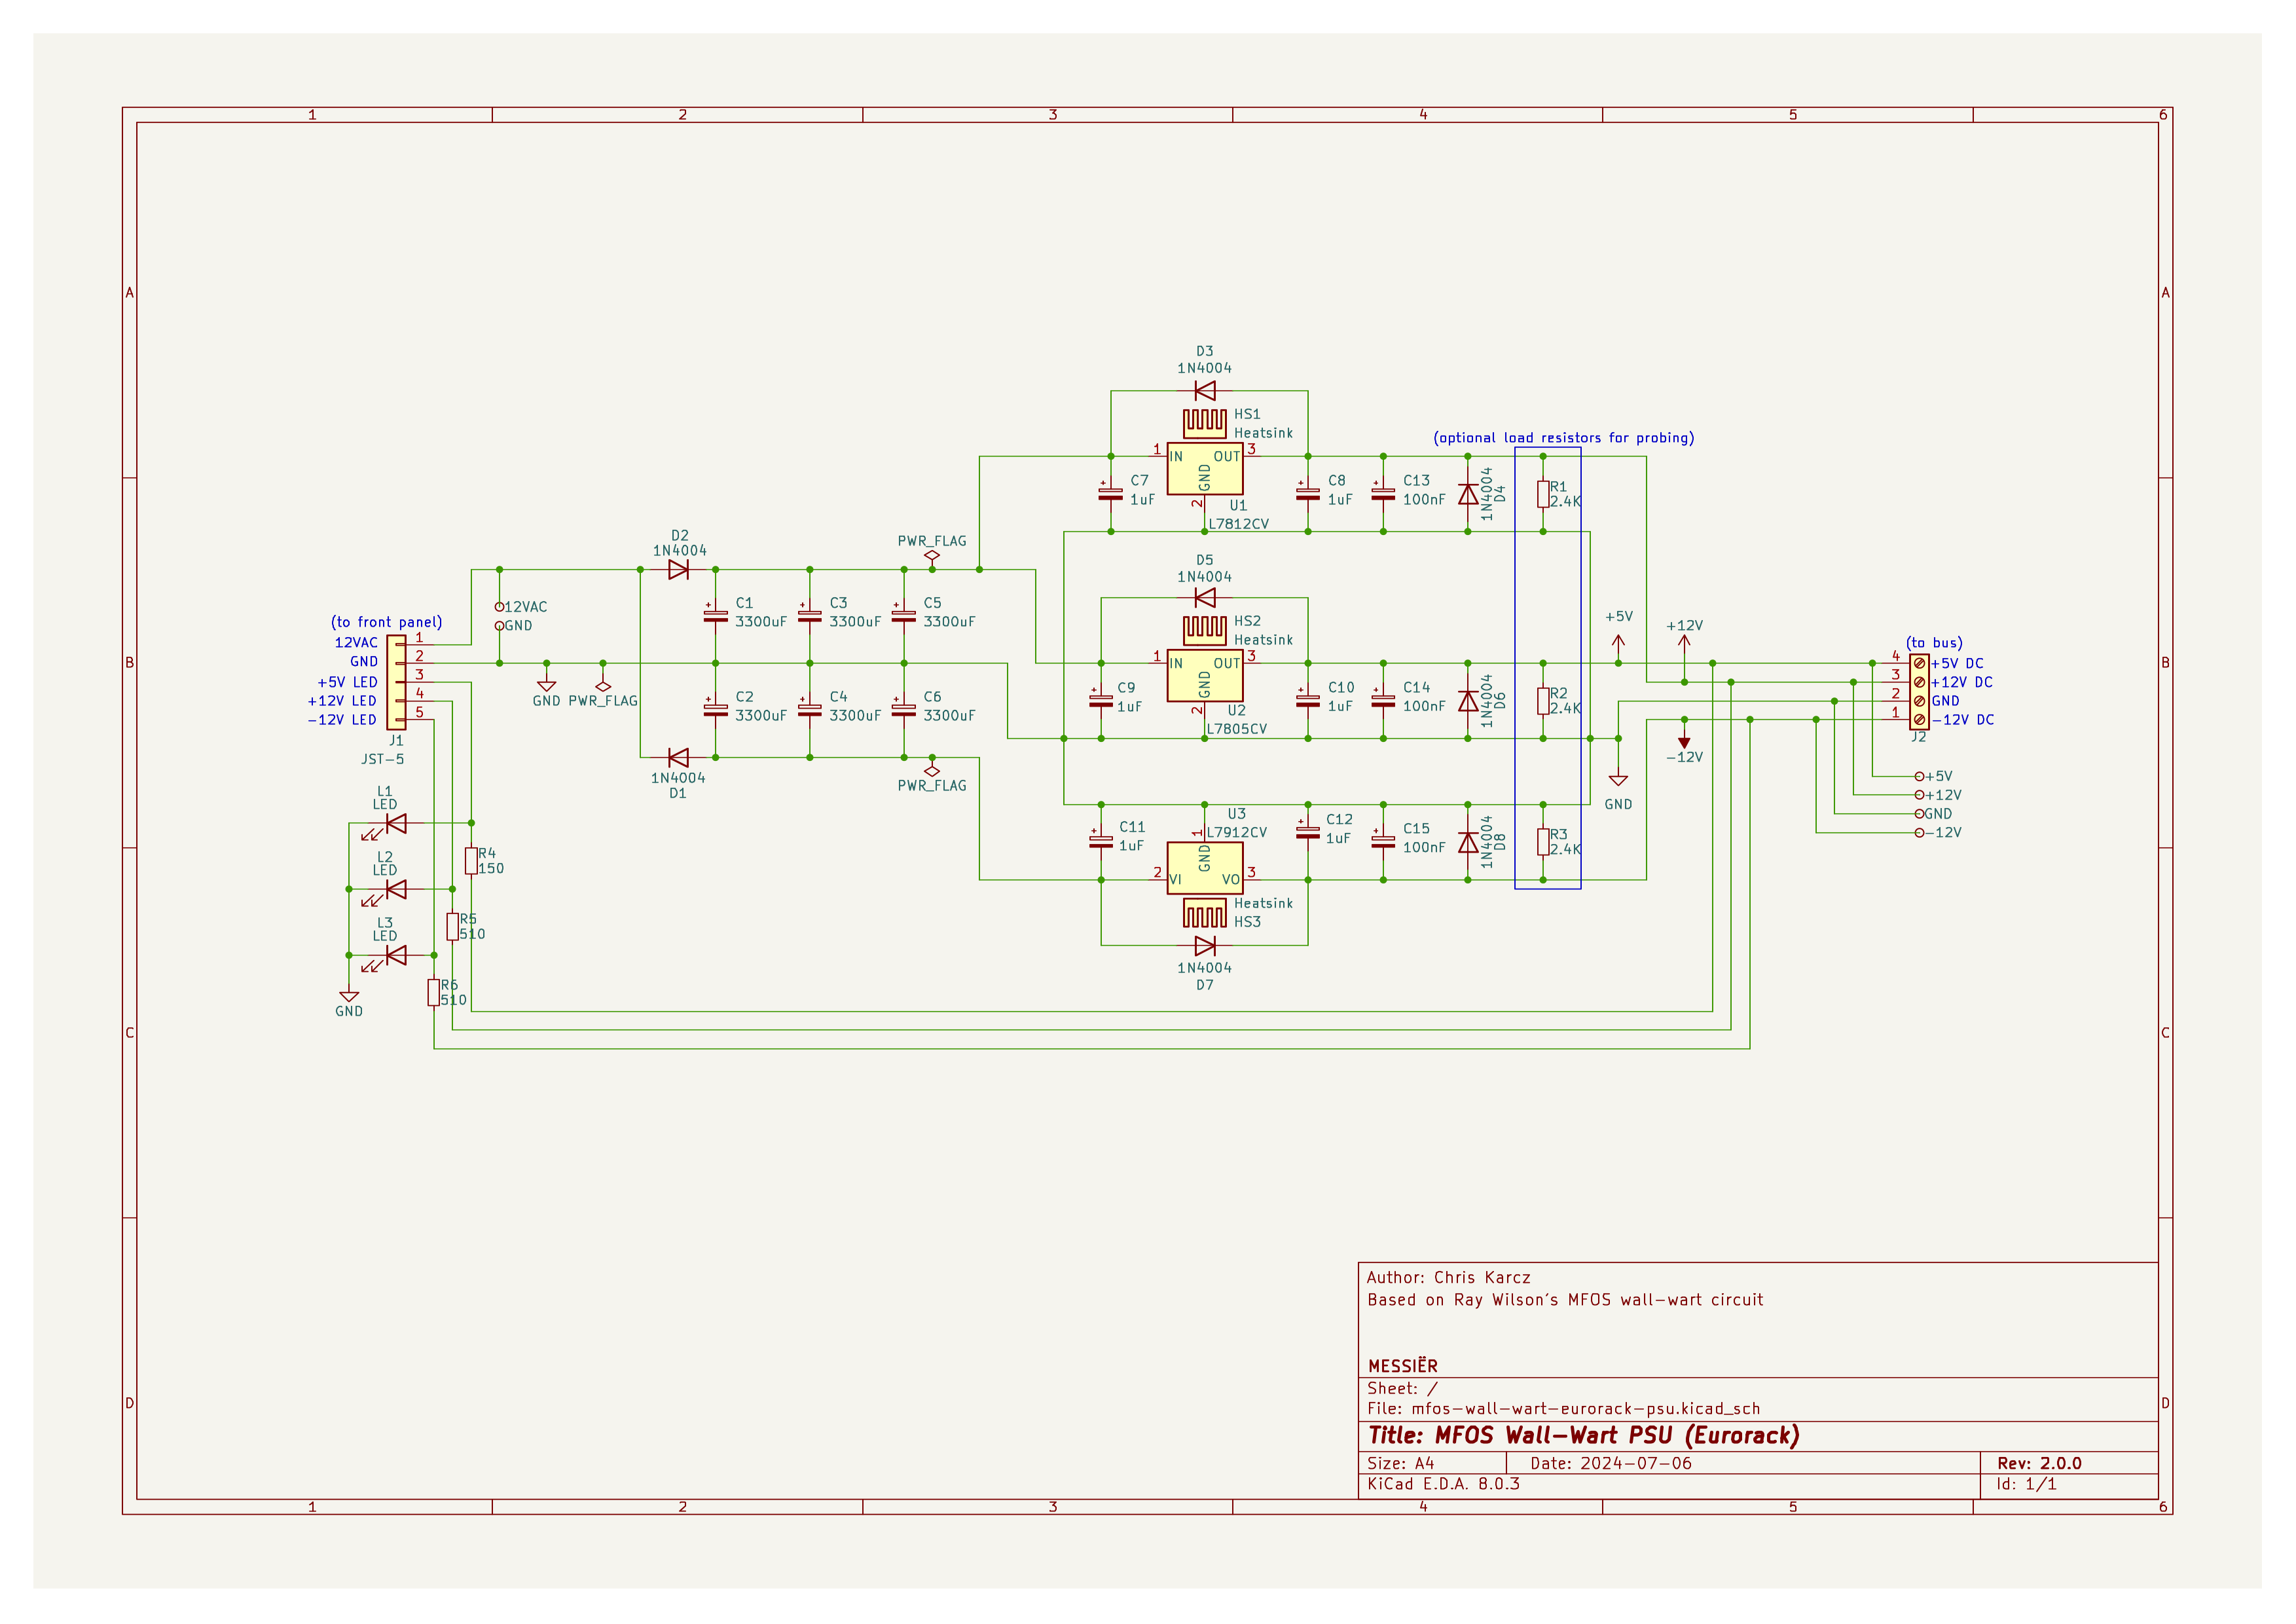 1 2 3 4 5 6
A
B
C
D
A
B
C
D
(to front panel)
12VAC 1
GND 2
+5V LED 3
+12V LED 4
-12V LED 5
J1
JST-5
12VAC
GND
GND
PWR_FLAG
L1
LED
L2
LED
L3
LED
GND
R4
150
R5
510
R6
510
D2
1N4004
1N4004
D1
C1
3300uF
C3
3300uF
C5
3300uF
C2
3300uF
C4
3300uF
C6
3300uF
PWR_FLAG
PWR_FLAG
D3
1N4004
HS1
Heatsink
1 IN OUT 3
GND
2
U1
L7812CV
C7
1uF
C8
1uF
C13
100nF
1N4004
D4
(optional load resistors for probing)
R1
2.4K
D5
1N4004
HS2
Heatsink
1 IN OUT 3
GND
2
U2
L7805CV
C9
1uF
C10
1uF
C14
100nF
1N4004
D6
R2
2.4K
U3
L7912CV
1
GND
2 VI VO 3
Heatsink
HS3
1N4004
D7
C11
1uF
C12
1uF
C15
100nF
1N4004
D8
R3
2.4K
+5V
+12V
GND
-12V
(to bus)
4 +5V DC
3 +12V DC
2 GND
1 -12V DC
J2
+5V
+12V
GND
-12V
Author: Chris Karcz
Based on Ray Wilson's MFOS wall-wart circuit
MESSIËR
Sheet: /
File: mfos-wall-wart-eurorack-psu.kicad_sch
Title: MFOS Wall-Wart PSU (Eurorack)
Size: A4 Date: 2024-07-06 Rev: 2.0.0
KiCad E.D.A. 8.0.3 Id: 1/1
1 2 3 4 5 6